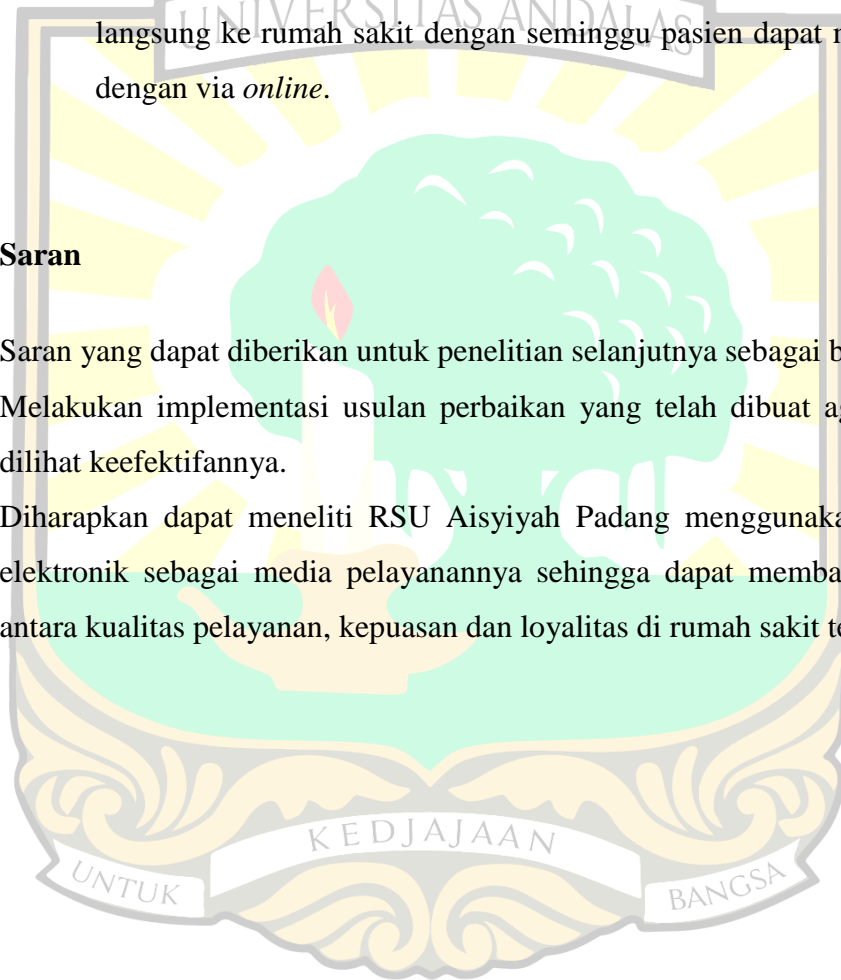 UNIVERSITAS ANDALAS
langsung ke rumah sakit dengan seminggu pasien dapat
dengan via online.
Saran
Saran yang dapat diberikan untuk penelitian selanjutnya sebagai
Melakukan implementasi usulan perbaikan yang telah dibuat
dilihat keefektifannya.
Diharapkan dapat meneliti RSU Aisyiyah Padang
elektronik sebagai media pelayanannya sehingga dapat
antara kualitas pelayanan, kepuasan dan loyalitas di rumah sakit
KEDJAJAAN
UNTUK
BANGSA